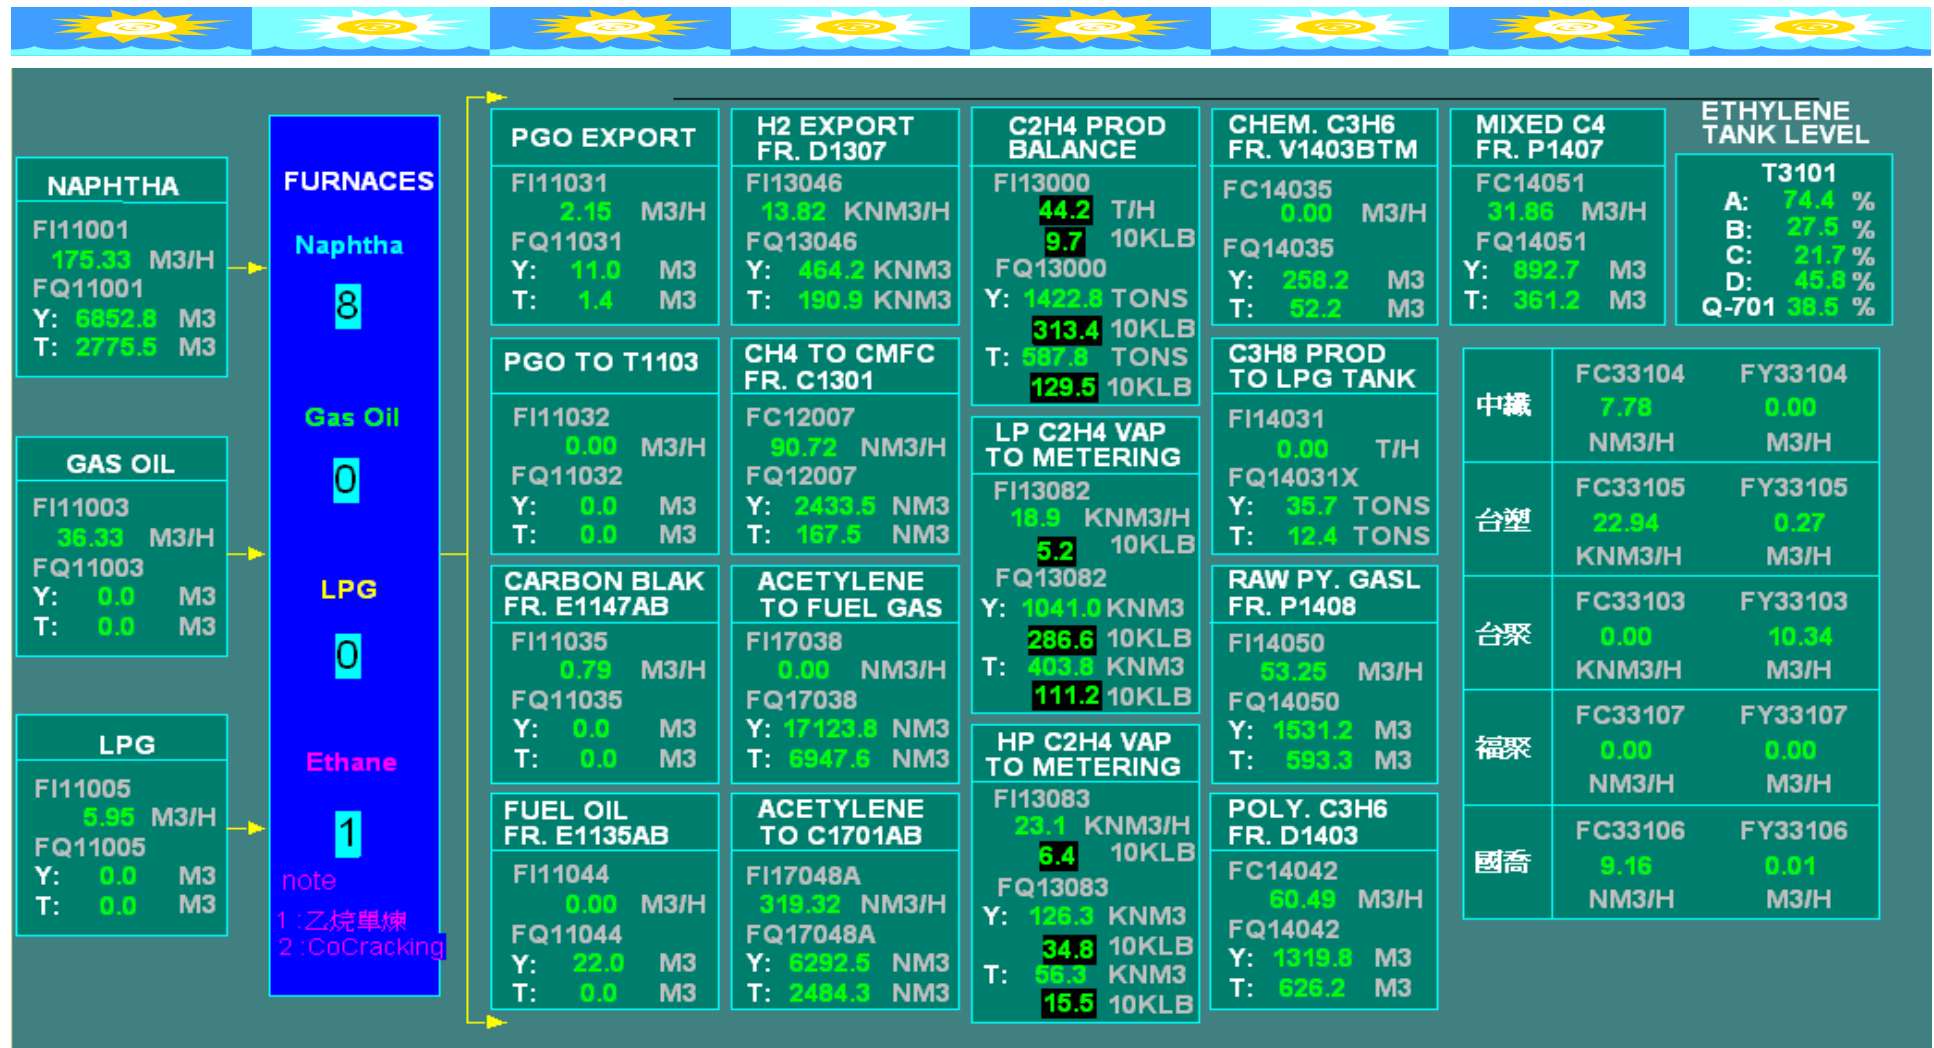 NAPHTHA
FI11001
175.33 M3/H
FQ11001
Y: 6852.8 M3
T: 2775.5 M3
GAS OIL
FI11003
36.33 M3/H
FQ11003
Y: 0.0 M3
T: 0.0 M3
LPG
FI11005
5.95 M3/H
FQ11005
Y: 0.0 M3
T: 0.0 M3
FURNACES
Naphtha
8
Gas Oil
0
LPG
0
Ethane
1
note
1 :乙烷單煉
2 :CoCracking
PGO EXPORT
FI11031
2.15 M3/H
FQ11031
Y: 11.0 M3
T: 1.4 M3
PGO TO T1103
FI11032
0.00 M3/H
FQ11032
Y: 0.0 M3
T: 0.0 M3
CARBON BLAK
FR. E1147AB
FI11035
0.79 M3/H
FQ11035
Y: 0.0 M3
T: 0.0 M3
FUEL OIL
FR. E1135AB
FI11044
0.00 M3/H
FQ11044
Y: 22.0 M3
T: 0.0 M3
H2 EXPORT
FR. D1307
FI13046
13.82 KNM3/H
FQ13046
Y: 464.2 KNM3
T: 190.9 KNM3
CH4 TO CMFC
FR. C1301
FC12007
90.72 NM3/H
FQ12007
Y: 2433.5 NM3
T: 167.5 NM3
ACETYLENE
TO FUEL GAS
FI17038
0.00 NM3/H
FQ17038
Y: 17123.8 NM3
T: 6947.6 NM3
ACETYLENE
TO C1701AB
FI17048A
319.32 NM3/H
FQ17048A
Y: 6292.5 NM3
T: 2484.3 NM3
C2H4 PROD
BALANCE
FI13000
44.2 T/H
9.7 10KLB
FQ13000
Y: 1422.8 TONS
313.4 10KLB
T: 587.8 TONS
129.5 10KLB
LP C2H4 VAP
TO METERING
FI13082
18.9 KNM3/H
5.2 10KLB
FQ13082
Y: 1041.0 KNM3
286.6 10KLB
T: 403.8 KNM3
111.2 10KLB
HP C2H4 VAP
TO METERING
FI13083
23.1 KNM3/H
6.4 10KLB
FQ13083
Y: 126.3 KNM3
34.8 10KLB
T: 56.3 KNM3
15.5 10KLB
CHEM. C3H6
FR. V1403BTM
FC14035
0.00 M3/H
FQ14035
Y: 258.2 M3
T: 52.2 M3
C3H8 PROD
TO LPG TANK
FI14031
0.00 T/H
FQ14031X
Y: 35.7 TONS
T: 12.4 TONS
RAW PY. GASL
FR. P1408
FI14050
53.25 M3/H
FQ14050
Y: 1531.2 M3
T: 593.3 M3
POLY. C3H6
FR. D1403
FC14042
60.49 M3/H
FQ14042
Y: 1319.8 M3
T: 626.2 M3
MIXED C4
FR. P1407
FC14051
31.86 M3/H
FQ14051
Y: 892.7 M3
T: 361.2 M3
ETHYLENE
TANK LEVEL
T3101
A: 74.4 %
B: 27.5 %
C: 21.7 %
D: 45.8 %
Q-701 38.5 %
FC33104 FY33104
中纖 7.78 0.00
NM3/H M3/H
FC33105 FY33105
台塑 22.94 0.27
KNM3/H M3/H
FC33103 FY33103
台聚 0.00 10.34
KNM3/H M3/H
FC33107 FY33107
福聚 0.00 0.00
NM3/H M3/H
FC33106 FY33106
國喬 9.16 0.01
NM3/H M3/H